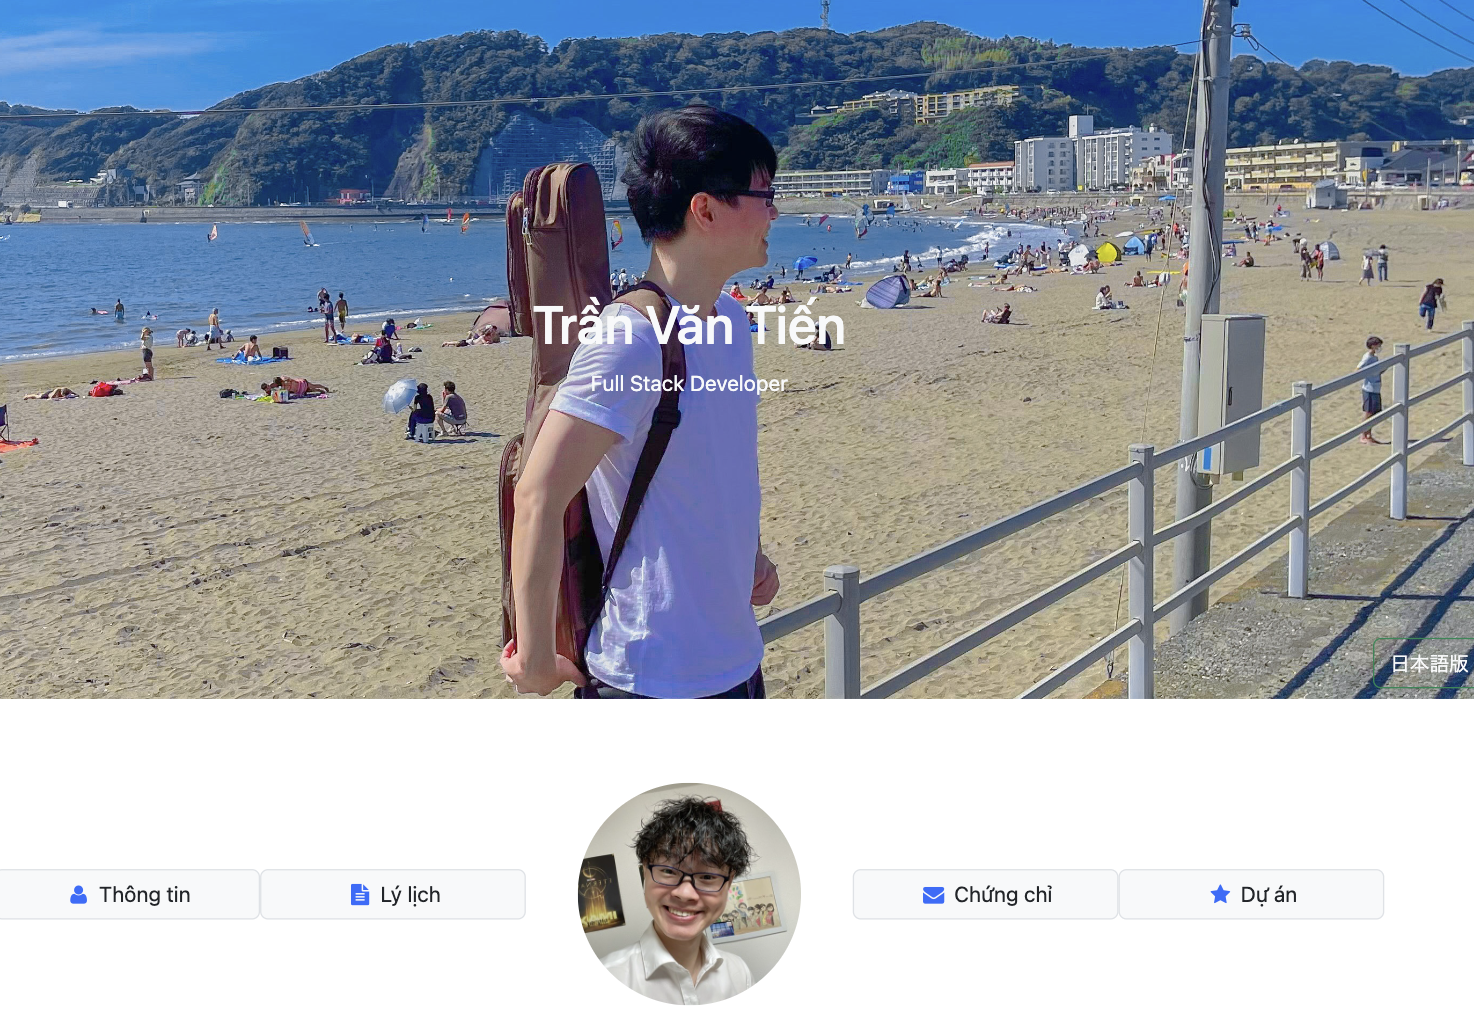 Trần Văn Tiến
Full Stack Developer
日本語版
Thông tin
Lý lịch
Chứng chỉ
Dự án